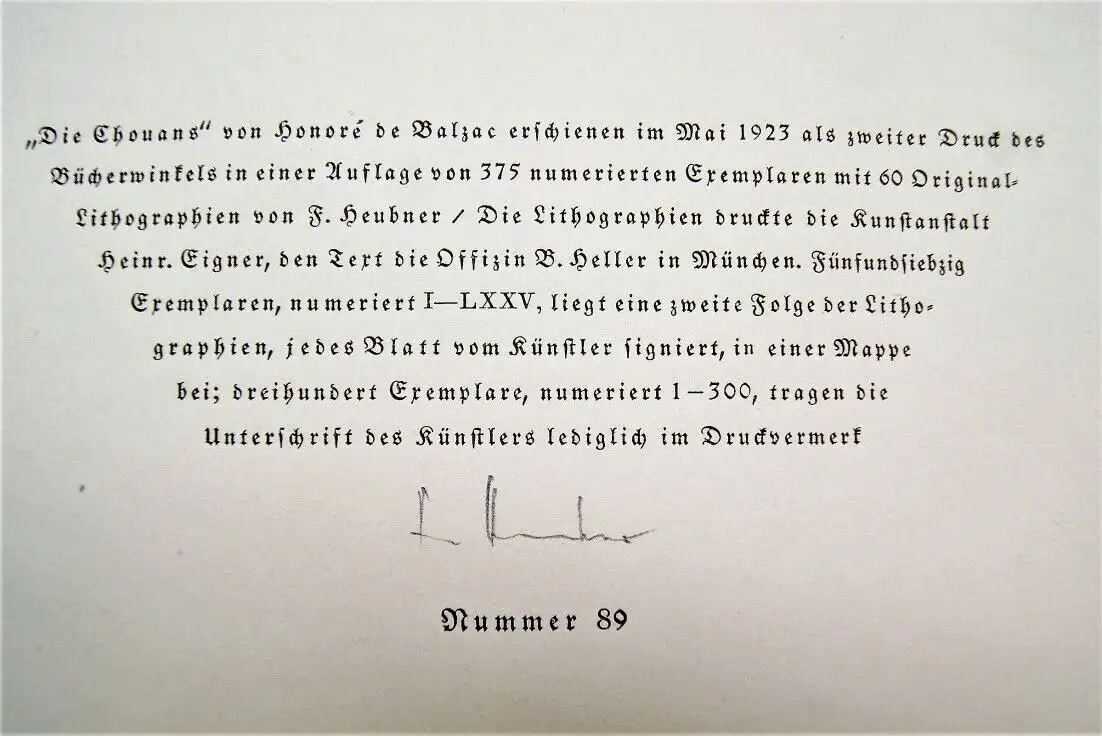 „Die Chouans“ von Honoré de Balzac erschienen im Mai 1923 als zweiter Druck des
Bücherwinkels in einer Auflage von 375 numerierten Exemplaren mit 60 Original-
Lithographien von F. Heubner / Die Lithographien druckte die Kunstanstalt
Heinr. Eigner, den Text die Offizin B. Heller in München. Fünfundsiebzig
Exemplaren, numeriert I—LXXV, liegt eine zweite Folge der Litho-
graphien, jedes Blatt vom Künstler signiert, in einer Mappe
bei; dreihundert Exemplare, numeriert 1–300, tragen die
Unterschrift des Künstlers lediglich im Druckvermerk
F. Heubner
Nummer 89